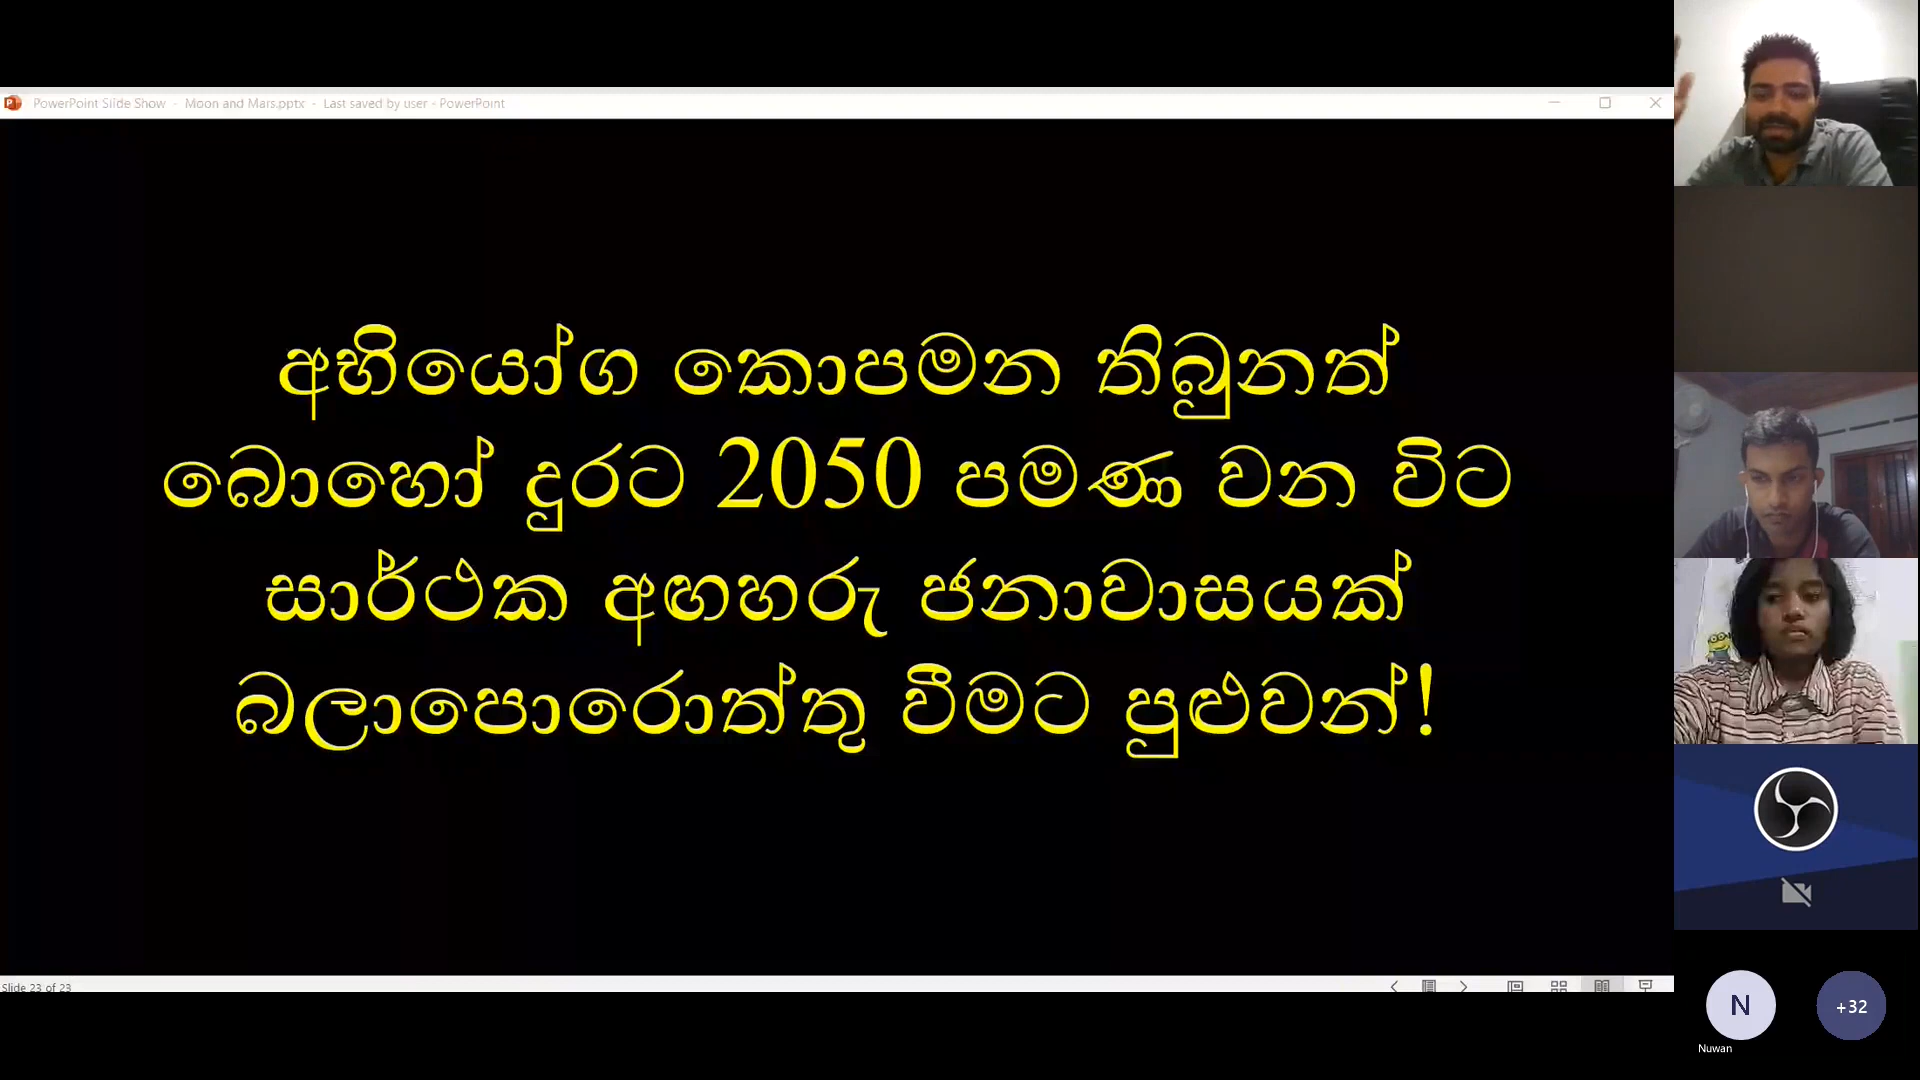 PowerPoint Slide Show - Moon and Mars.pptx - Last saved by user - PowerPoint
අභියෝග කොපමන තිබුනත්
බොහෝ දුරට 2050 පමණ වන විට
සාර්ථක අඟහරු ජනාවාසයක්
බලාපොරොත්තු වීමට පුළුවන්!
Slide 23 of 23
N
+32
Nuwan